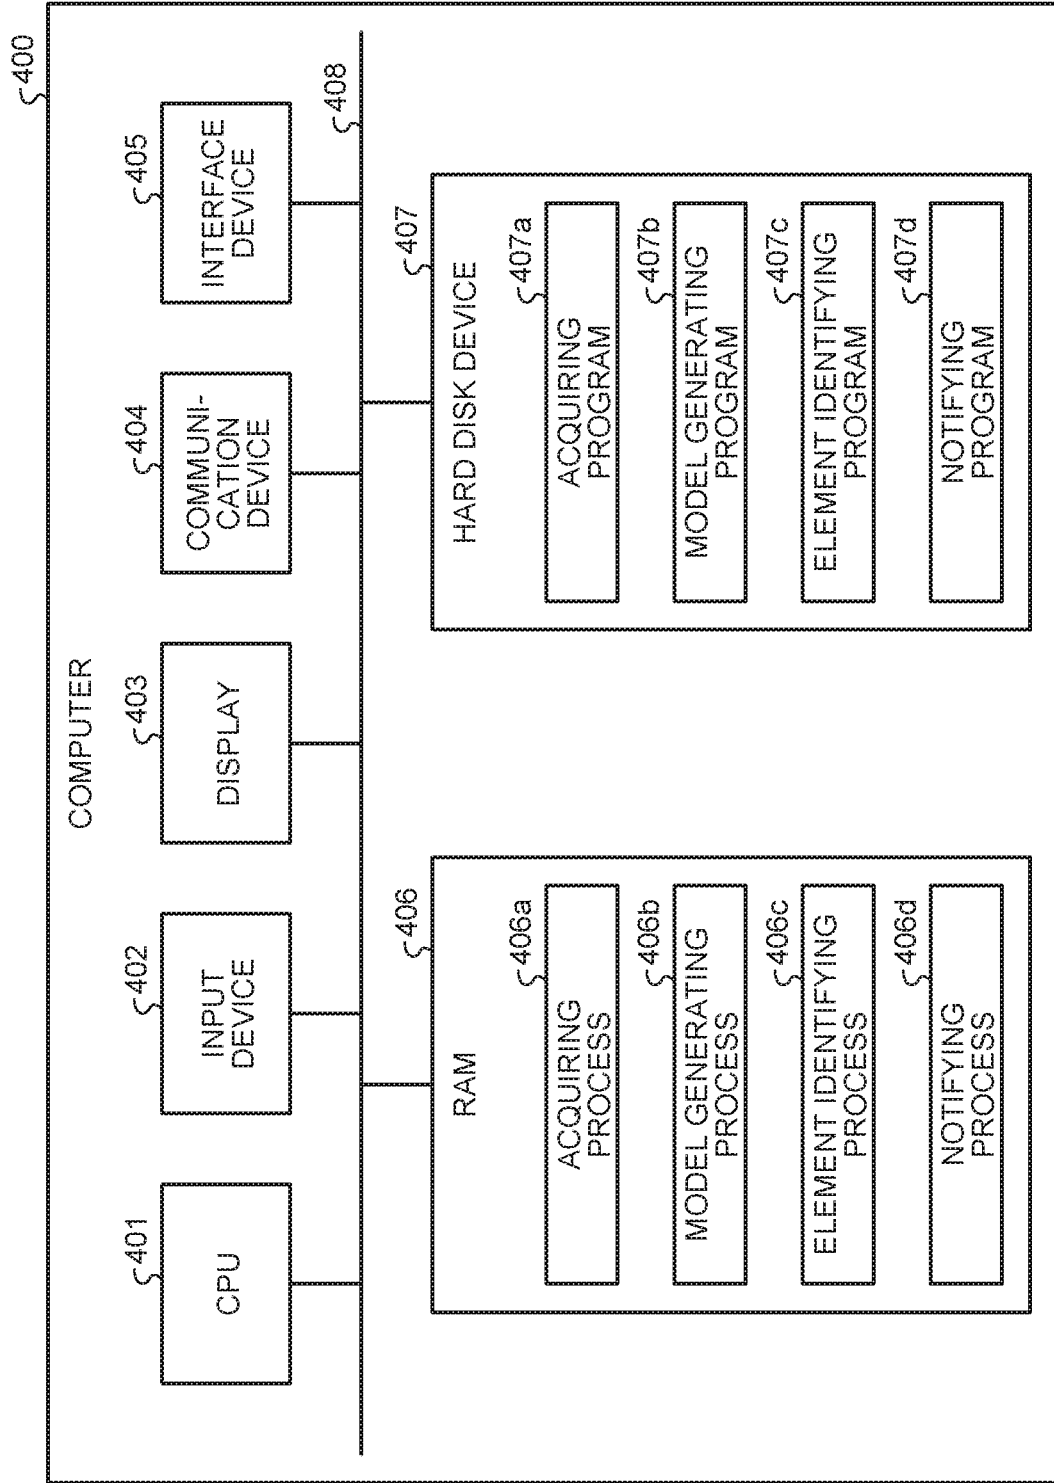 400
COMPUTER
401
CPU
402
INPUT
DEVICE
403
DISPLAY
404
COMMUNI-
CATION
DEVICE
405
INTERFACE
DEVICE
408
406
RAM
406a
ACQUIRING
PROCESS
406b
MODEL GENERATING
PROCESS
406c
ELEMENT IDENTIFYING
PROCESS
406d
NOTIFYING
PROCESS
407
HARD DISK DEVICE
407a
ACQUIRING
PROGRAM
407b
MODEL GENERATING
PROGRAM
407c
ELEMENT IDENTIFYING
PROGRAM
407d
NOTIFYING
PROGRAM